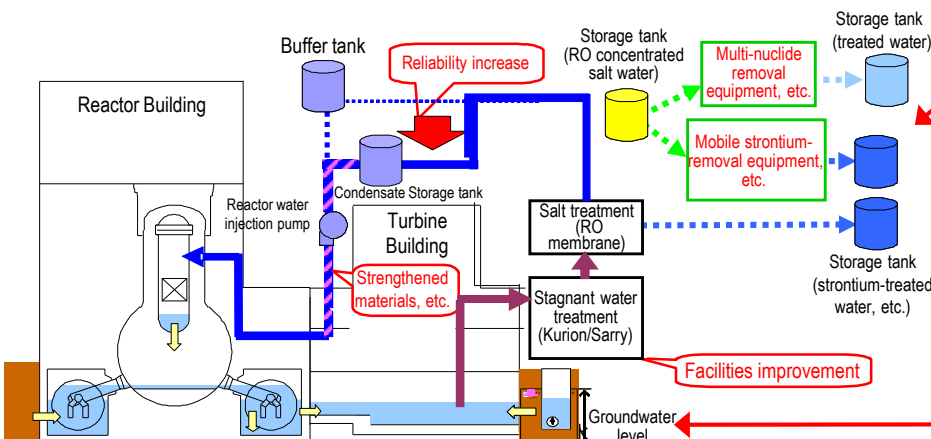 Storage tank
(treated water)
Storage tank
(RO concentrated
salt water)
Multi-nuclide
removal
equipment, etc.
Buffer tank
Reliability increase
Reactor Building
Mobile strontium-
removal equipment,
etc.
Condensate Storage tank
Reactor water
injection pump
Turbine
Building
Salt treatment
(RO
membrane)
Strengthened
materials, etc.
Stagnant water
treatment
(Kurion/Sarry)
Storage tank
(strontium-treated
water, etc.)
Facilities improvement
Groundwater
level